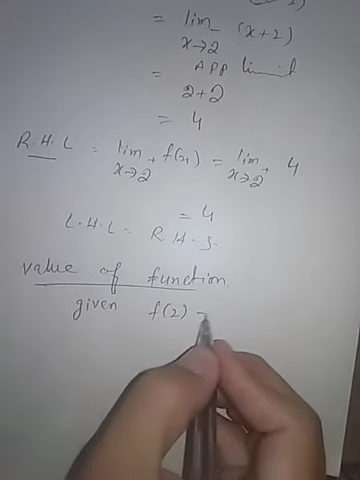 2)
= lim (x+2)
x→2
= APP limit
2+2
= 4
R.H.L = lim f(x) = lim 4
x→2⁺ x→2⁺
= 4
L.H.L = R.H.S.
value of function.
given f(2) =